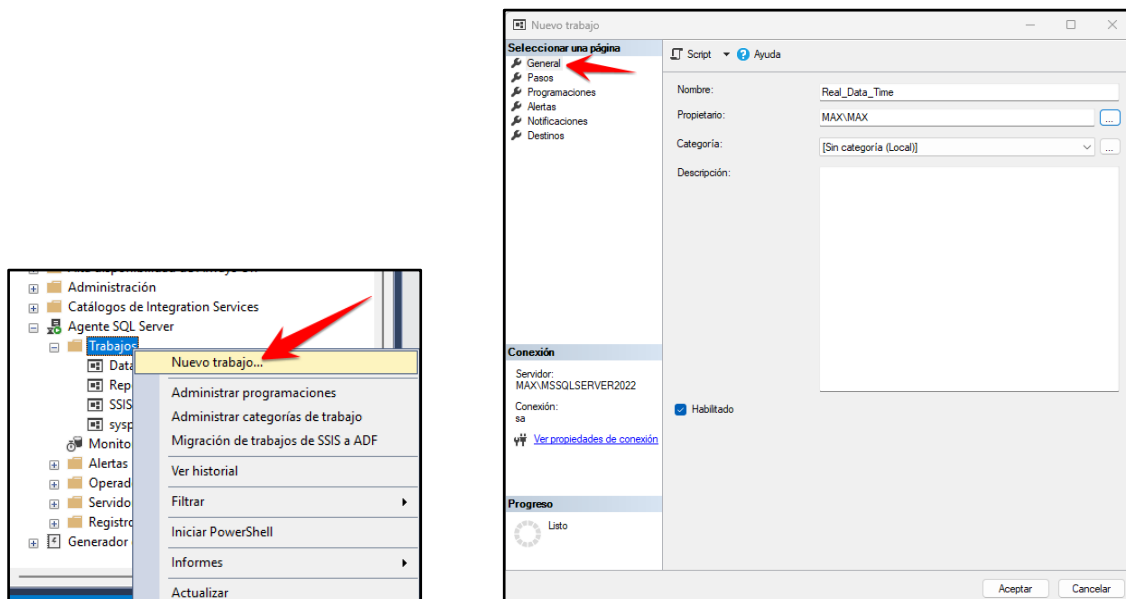 Administración
Catálogos de Integration Services
Agente SQL Server
Trabajos
Data
Rep
SSIS
sysp
Monito
Alertas
Operad
Servido
Registro
Generador
Nuevo trabajo...
Administrar programaciones
Administrar categorías de trabajo
Migración de trabajos de SSIS a ADF
Ver historial
Filtrar
Iniciar PowerShell
Informes
Actualizar
Nuevo trabajo
Seleccionar una página
General
Pasos
Programaciones
Alertas
Notificaciones
Destinos
Script
Ayuda
Nombre:
Real_Data_Time
Propietario:
MAX\MAX
...
Categoría:
[Sin categoría (Local)]
...
Descripción:
Habilitado
Conexión
Servidor:
MAX\MSSQLSERVER2022
Conexión:
sa
Ver propiedades de conexión
Progreso
Listo
Aceptar
Cancelar